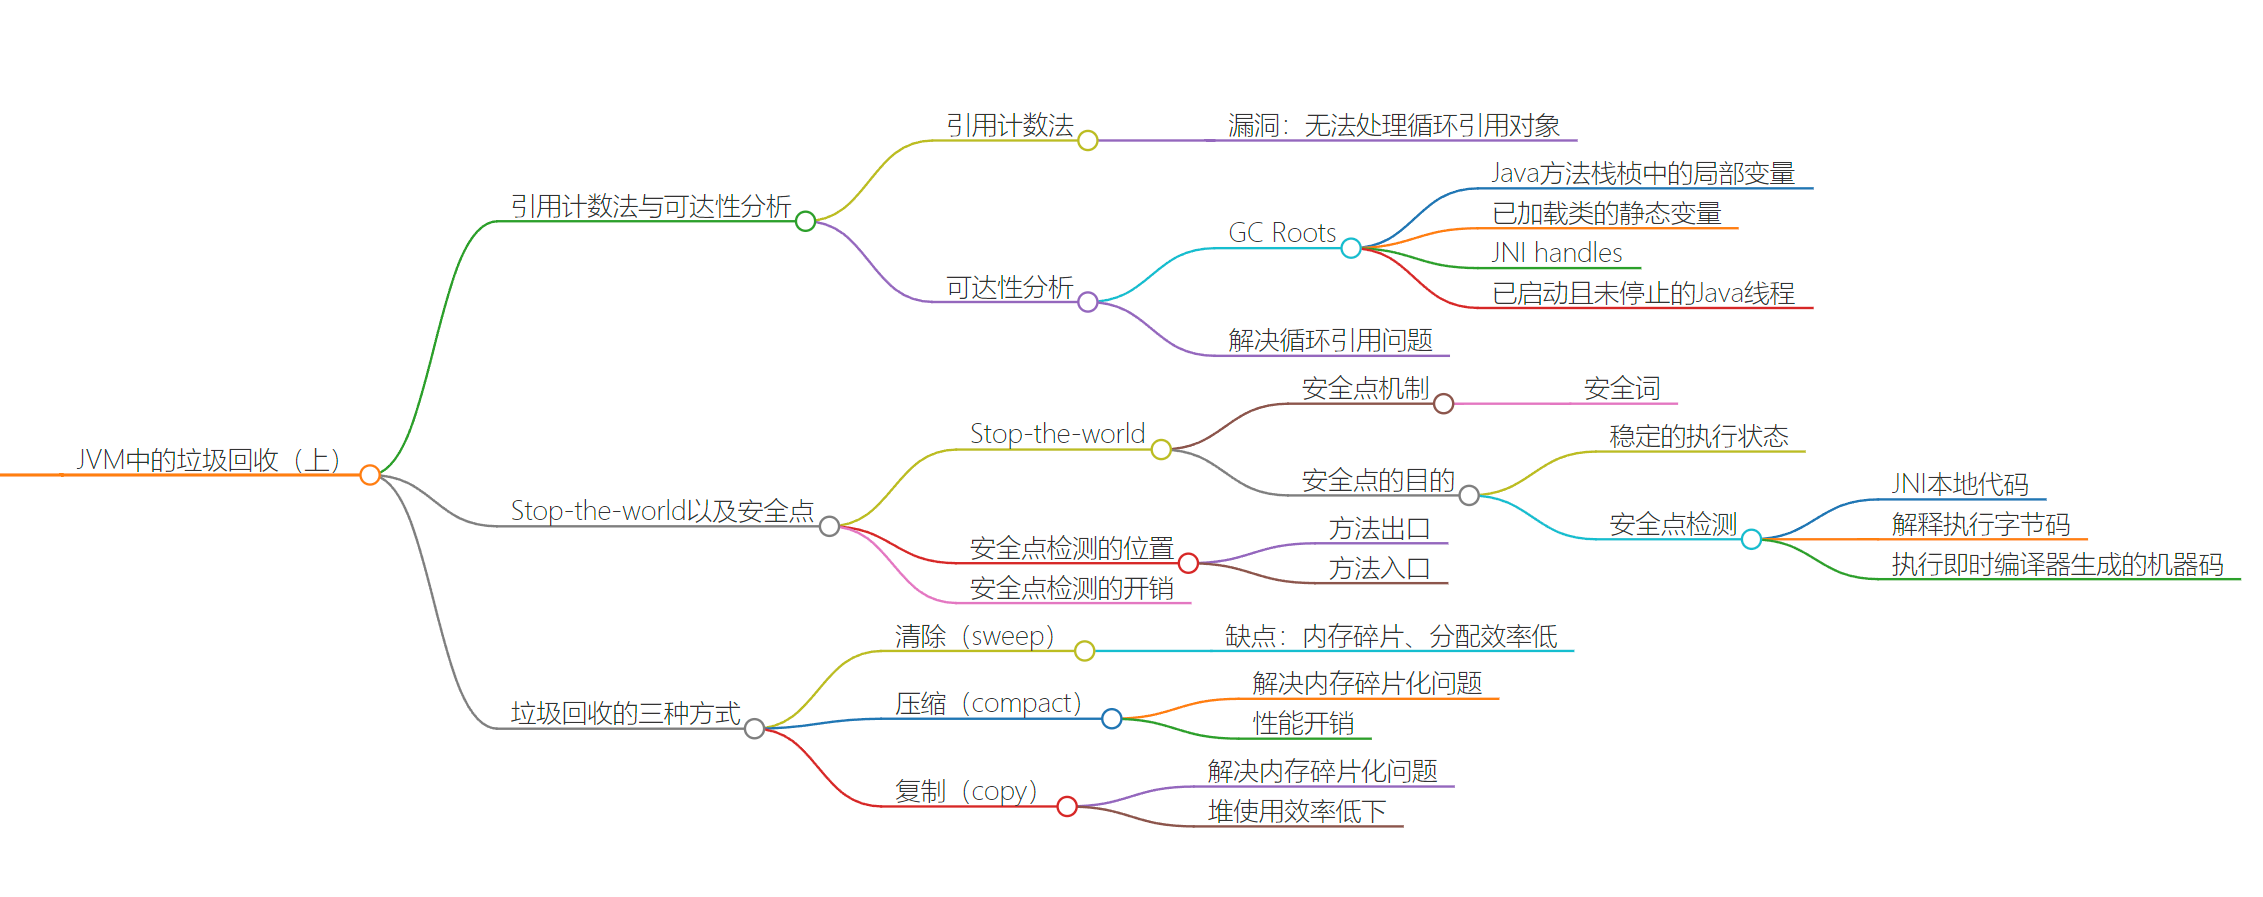 JVM中的垃圾回收（上）
引用计数法与可达性分析
引用计数法
漏洞：无法处理循环引用对象
可达性分析
GC Roots
Java方法栈桢中的局部变量
已加载类的静态变量
JNI handles
已启动且未停止的Java线程
解决循环引用问题
Stop-the-world以及安全点
Stop-the-world
安全点机制
安全词
安全点的目的
稳定的执行状态
安全点检测
JNI本地代码
解释执行字节码
执行即时编译器生成的机器码
安全点检测的位置
方法出口
方法入口
安全点检测的开销
垃圾回收的三种方式
清除（sweep）
缺点：内存碎片、分配效率低
压缩（compact）
解决内存碎片化问题
性能开销
复制（copy）
解决内存碎片化问题
堆使用效率低下